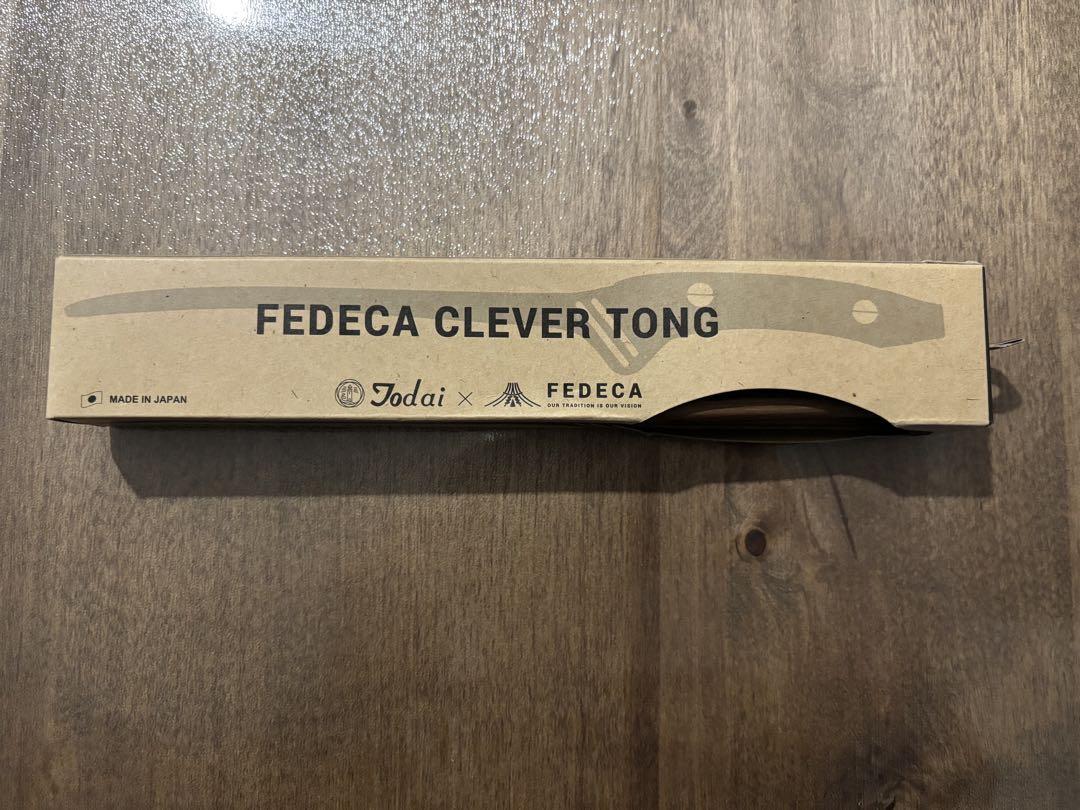 FEDECA CLEVER TONG
MADE IN JAPAN
Todai × FEDECA
OUR TRADITION IS OUR VISION